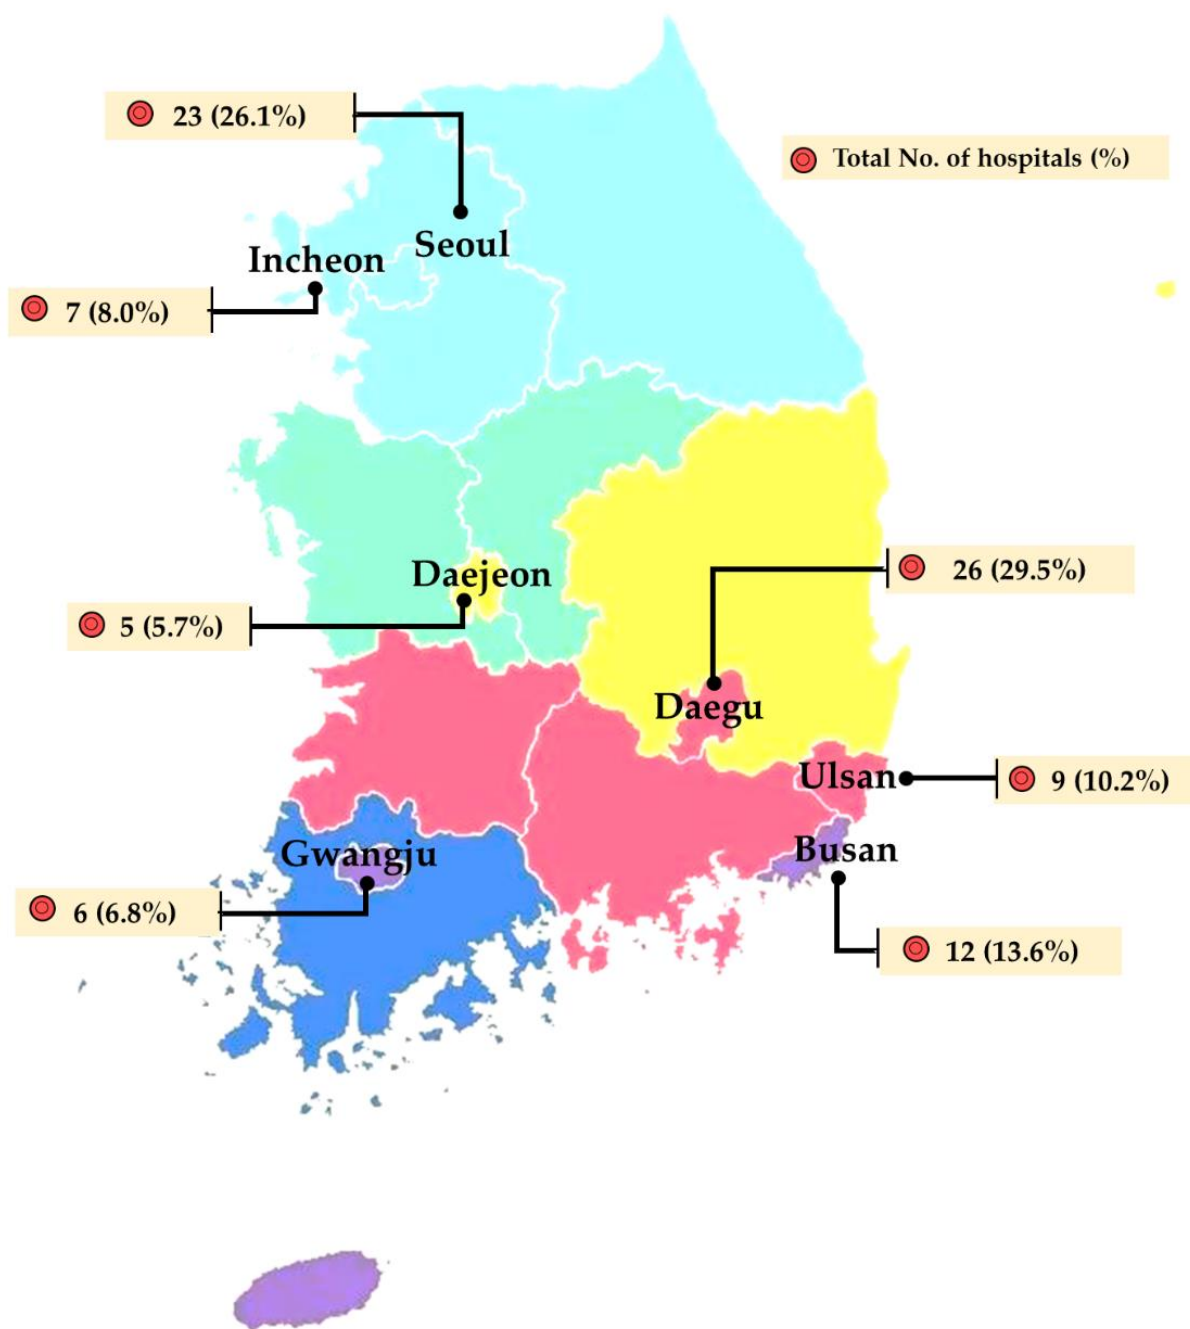 23 (26.1%)
Total No. of hospitals (%)
Seoul
Incheon
7 (8.0%)
26 (29.5%)
Daejeon
5 (5.7%)
Daegu
Ulsan
9 (10.2%)
Busan
Gwangju
6 (6.8%)
12 (13.6%)